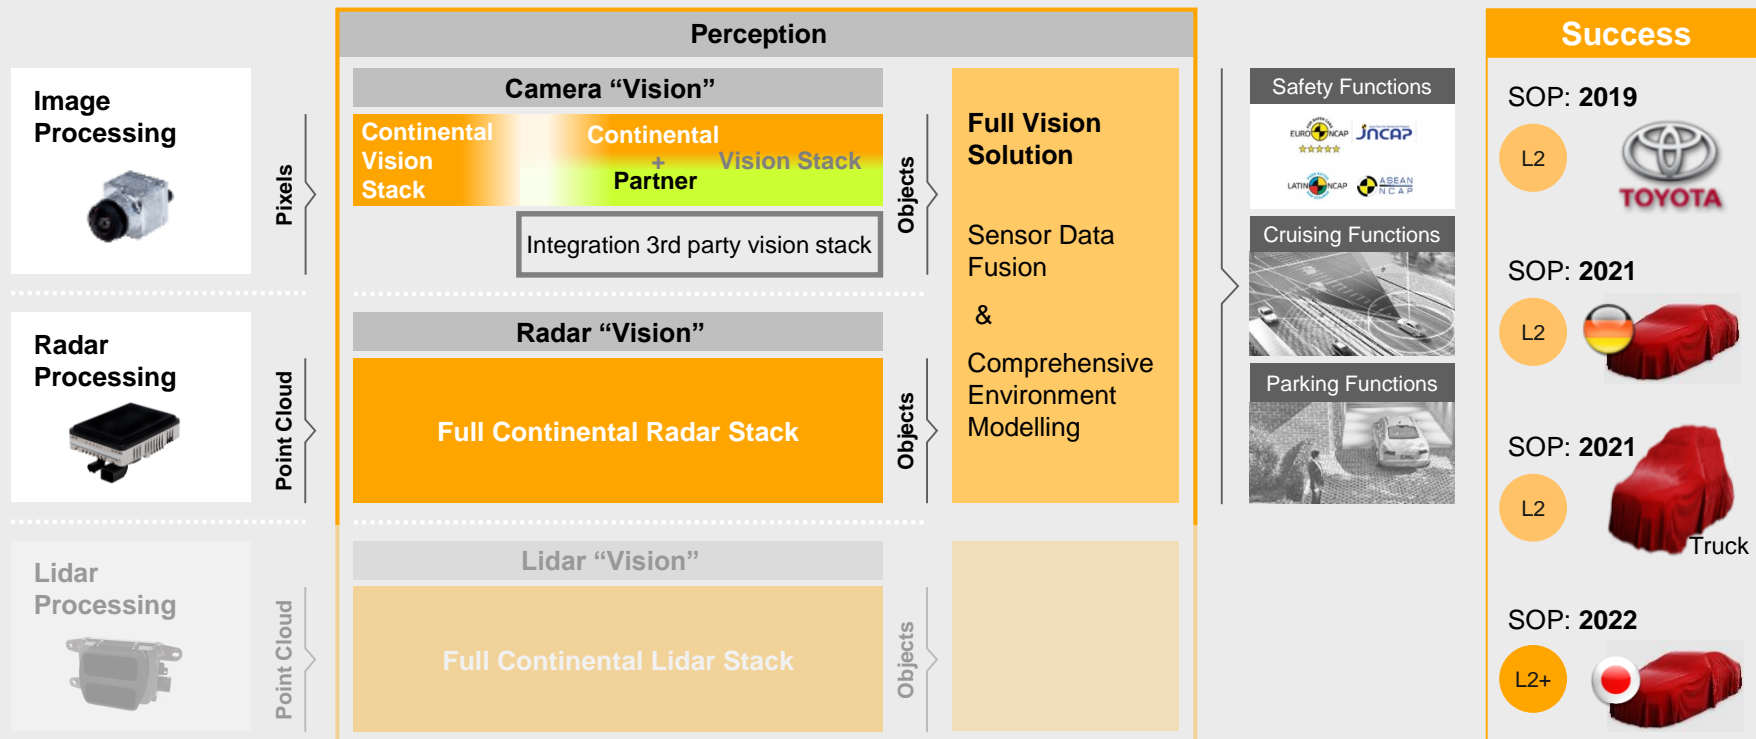 Perception
Success
Image
Processing
Pixels
Camera “Vision”
Continental
Vision
Stack
Continental
+
Partner
Vision Stack
Integration 3rd party vision stack
Objects
Full Vision
Solution
Sensor Data
Fusion
&
Comprehensive
Environment
Modelling
Radar
Processing
Point Cloud
Radar “Vision”
Full Continental Radar Stack
Objects
Lidar
Processing
Point Cloud
Lidar “Vision”
Full Continental Lidar Stack
Objects
Safety Functions
EURO NCAP
JNCAP
LATIN NCAP
ASEAN
NCAP
Cruising Functions
Parking Functions
SOP: 2019
L2
TOYOTA
SOP: 2021
L2
SOP: 2021
L2
Truck
SOP: 2022
L2+